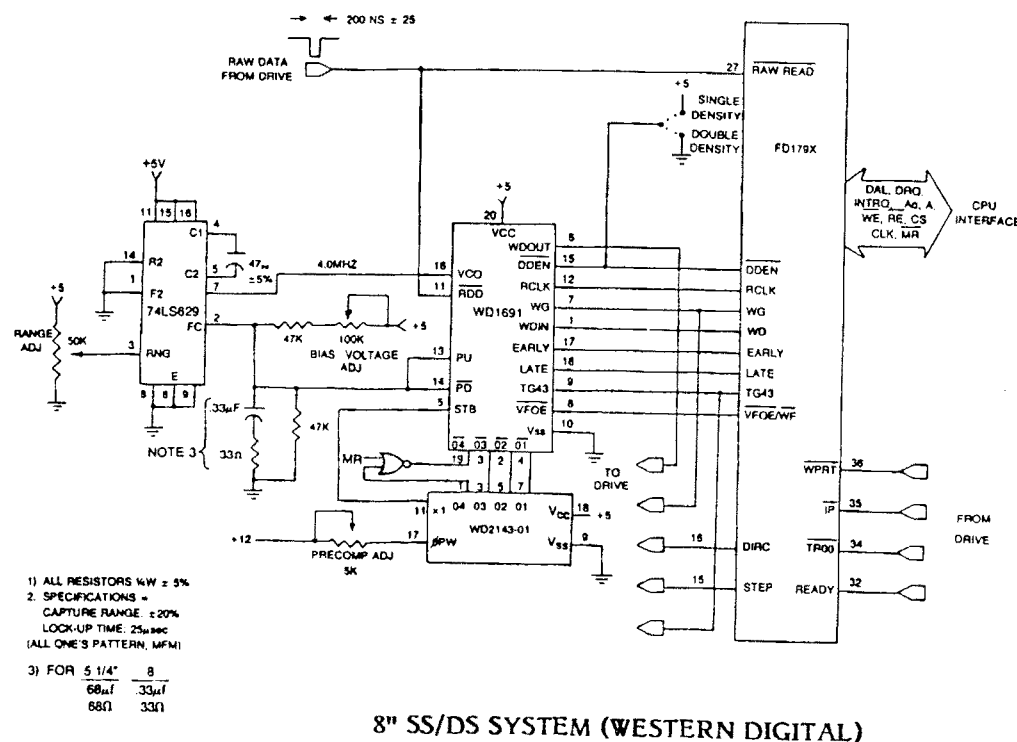 200 NS ± 25
RAW DATA
FROM DRIVE
27
RAW READ
+5
SINGLE
DENSITY
DOUBLE
DENSITY
FD179X
DAL, DRQ,
INTRQ, A₀, A,
WE, RE, CS
CLK, MR
CPU
INTERFACE
+5V
11 15 16
4
C1
47
±5%
C2
5
7
14
R2
1
F2
74LS629
FC
2
+5
RANGE
ADJ
50K
3
RNG
E
8 8 9
4.0MHZ
47K
100K
+5
BIAS VOLTAGE
ADJ
+5
20
VCC
WDOUT
6
16
VCO
DDEN
15
DDEN
11
RDD
RCLK
12
RCLK
WD1691
WG
7
WG
WDIN
1
WD
13
PU
EARLY
17
EARLY
LATE
18
LATE
14
PD
TG43
9
TG43
5
STB
VFOE
8
VFOE/WF
Vss
10
04 03 02 01
19 3 2 4
MR
.33µF
33Ω
NOTE 3
47K
1 3 5 7
11
×1
04 03 02 01
WD2143-01
VCC
18
+5
Vss
9
+12
PRECOMP ADJ
5K
17
ØPW
TO
DRIVE
WPRT
36
IP
35
FROM
DRIVE
TR00
34
READY
32
16
DIRC
15
STEP
1) ALL RESISTORS ¼W ± 5%
2. SPECIFICATIONS =
CAPTURE RANGE. ±20%
LOCK-UP TIME: 25µsec
(ALL ONE'S PATTERN, MFM)
3) FOR 5 1/4" 8
68µf .33µf
68Ω 33Ω
8" SS/DS SYSTEM (WESTERN DIGITAL)